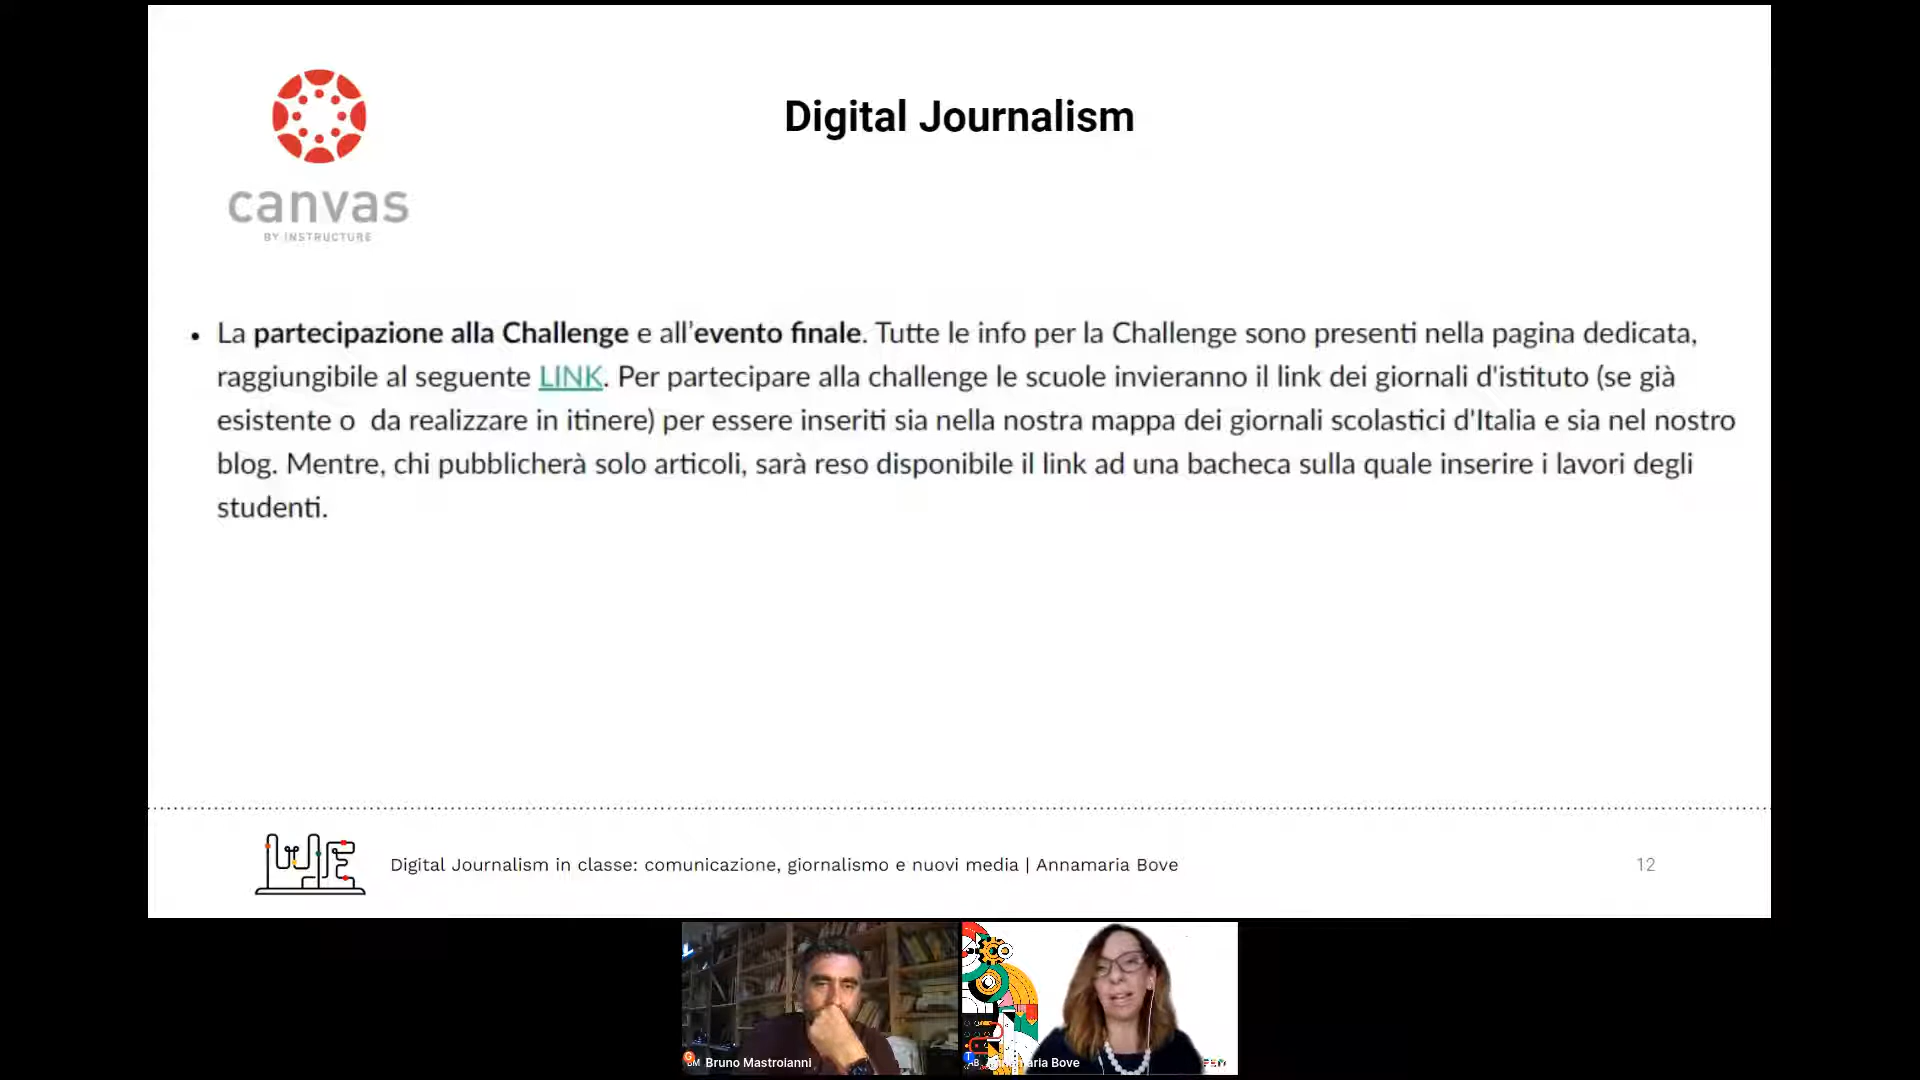 canvas
BY INSTRUCTURE
Digital Journalism
• La partecipazione alla Challenge e all’evento finale. Tutte le info per la Challenge sono presenti nella pagina dedicata,
raggiungibile al seguente LINK. Per partecipare alla challenge le scuole invieranno il link dei giornali d'istituto (se già
esistente o  da realizzare in itinere) per essere inseriti sia nella nostra mappa dei giornali scolastici d'Italia e sia nel nostro
blog. Mentre, chi pubblicherà solo articoli, sarà reso disponibile il link ad una bacheca sulla quale inserire i lavori degli
studenti.
Digital Journalism in classe: comunicazione, giornalismo e nuovi media | Annamaria Bove
12
BM Bruno Mastroianni
AB Annamaria Bove